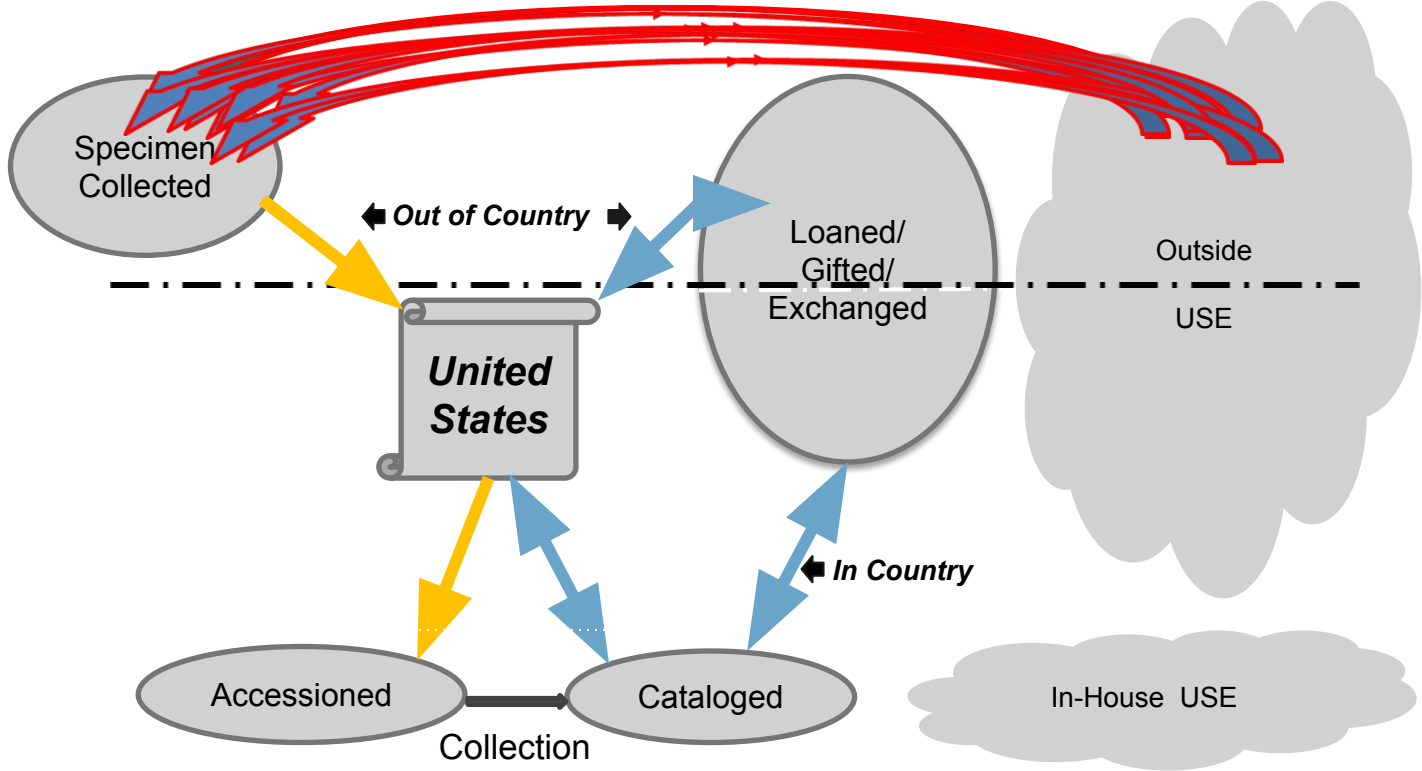 Specimen
Collected
Out of Country
Loaned/
Gifted/
Exchanged
Outside
USE
United
States
In Country
Accessioned
Cataloged
In-House USE
Collection